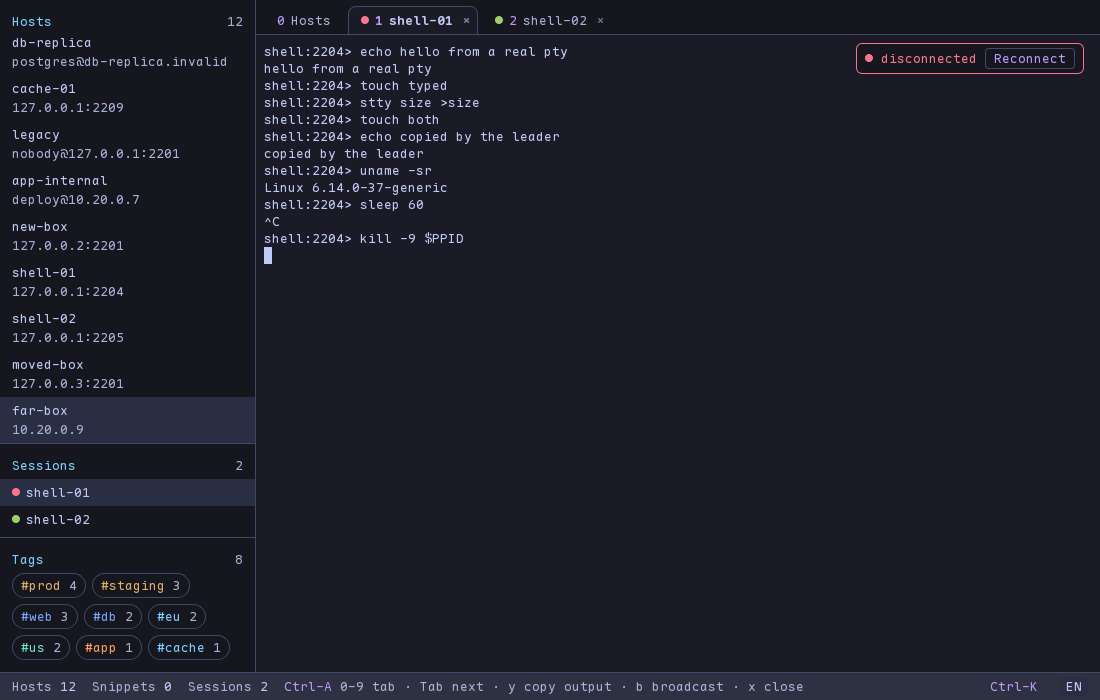 Hosts 12
db-replica
postgres@db-replica.invalid
cache-01
127.0.0.1:2209
legacy
nobody@127.0.0.1:2201
app-internal
deploy@10.20.0.7
new-box
127.0.0.2:2201
shell-01
127.0.0.1:2204
shell-02
127.0.0.1:2205
moved-box
127.0.0.3:2201
far-box
10.20.0.9
Sessions 2
shell-01
shell-02
Tags 8
#prod 4 #staging 3
#web 3 #db 2 #eu 2
#us 2 #app 1 #cache 1
0 Hosts 1 shell-01 × 2 shell-02 ×
shell:2204> echo hello from a real pty
hello from a real pty
shell:2204> touch typed
shell:2204> stty size >size
shell:2204> touch both
shell:2204> echo copied by the leader
copied by the leader
shell:2204> uname -sr
Linux 6.14.0-37-generic
shell:2204> sleep 60
^C
shell:2204> kill -9 $PPID
disconnected Reconnect
Hosts 12 Snippets 0 Sessions 2 Ctrl-A 0-9 tab · Tab next · y copy output · b broadcast · x close Ctrl-K EN